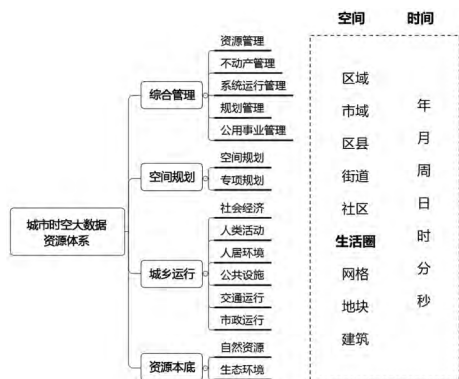 城市时空大数据
资源体系
综合管理
资源管理
不动产管理
系统运行管理
规划管理
公用事业管理
空间规划
空间规划
专项规划
城乡运行
社会经济
人类活动
人居环境
公共设施
交通运行
市政运行
资源本底
自然资源
生态环境
空间
区域
市域
区县
街道
社区
生活圈
网格
地块
建筑
时间
年
月
周
日
时
分
秒